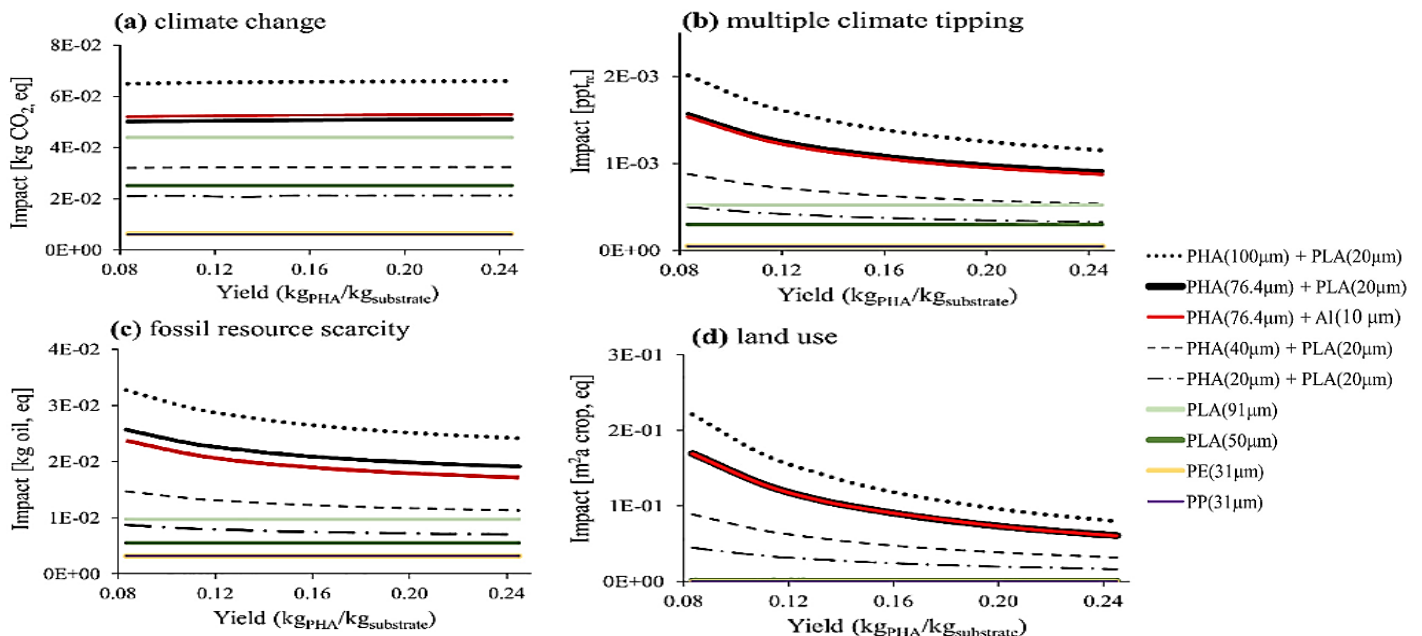 (a) climate change
Impact [kg CO2, eq]
8E-02
6E-02
4E-02
2E-02
0E+00
0.08 0.12 0.16 0.20 0.24
Yield (kgPHA/kgsubstrate)
(b) multiple climate tipping
Impact [pptrc]
2E-03
1E-03
0E+00
0.08 0.12 0.16 0.20 0.24
Yield (kgPHA/kgsubstrate)
(c) fossil resource scarcity
Impact [kg oil, eq]
4E-02
3E-02
2E-02
1E-02
0E+00
0.08 0.12 0.16 0.20 0.24
Yield (kgPHA/kgsubstrate)
(d) land use
Impact [m2a crop, eq]
3E-01
2E-01
1E-01
0E+00
0.08 0.12 0.16 0.20 0.24
Yield (kgPHA/kgsubstrate)
PHA(100μm) + PLA(20μm)
PHA(76.4μm) + PLA(20μm)
PHA(76.4μm) + Al(10 μm)
PHA(40μm) + PLA(20μm)
PHA(20μm) + PLA(20μm)
PLA(91μm)
PLA(50μm)
PE(31μm)
PP(31μm)